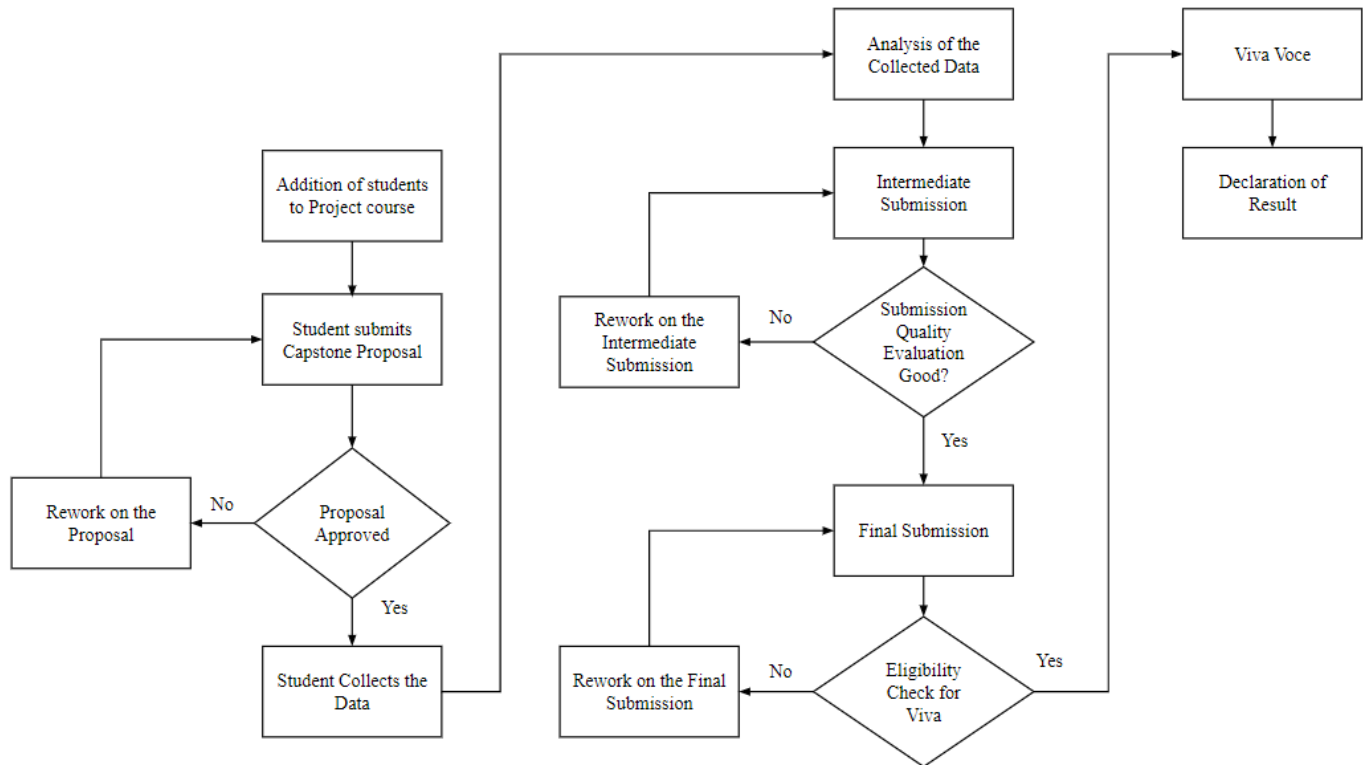 Addition of students
to Project course
Student submits
Capstone Proposal
Proposal
Approved
No
Rework on the
Proposal
Yes
Student Collects the
Data
Analysis of the
Collected Data
Intermediate
Submission
Submission
Quality
Evaluation
Good?
No
Rework on the
Intermediate
Submission
Yes
Final Submission
Eligibility
Check for
Viva
No
Rework on the Final
Submission
Yes
Viva Voce
Declaration of
Result